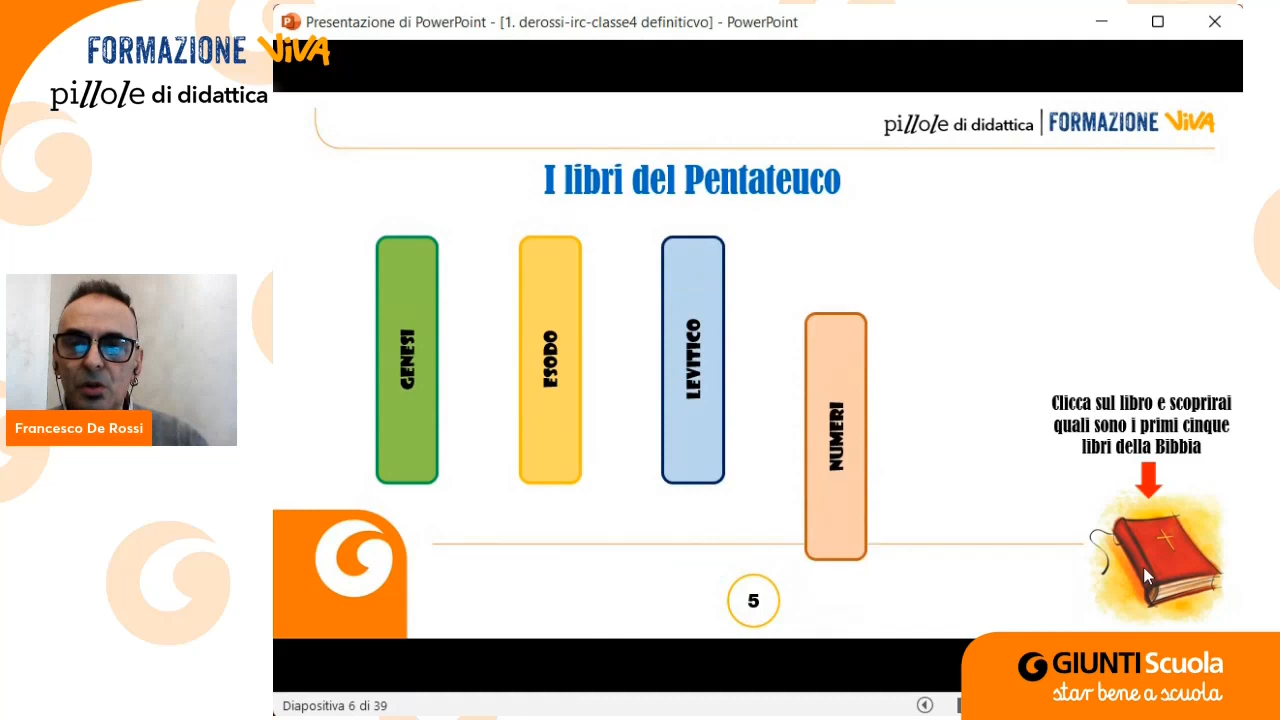 Presentazione di PowerPoint - [1. derossi-irc-classe4 definiticvo] - PowerPoint
FORMAZIONE VIVA
pillole di didattica
pillole di didattica | FORMAZIONE VIVA
I libri del Pentateuco
GENESI
ESODO
LEVITICO
NUMERI
Clicca sul libro e scoprirai
quali sono i primi cinque
libri della Bibbia
Francesco De Rossi
5
GIUNTI Scuola
star bene a scuola
Diapositiva 6 di 39